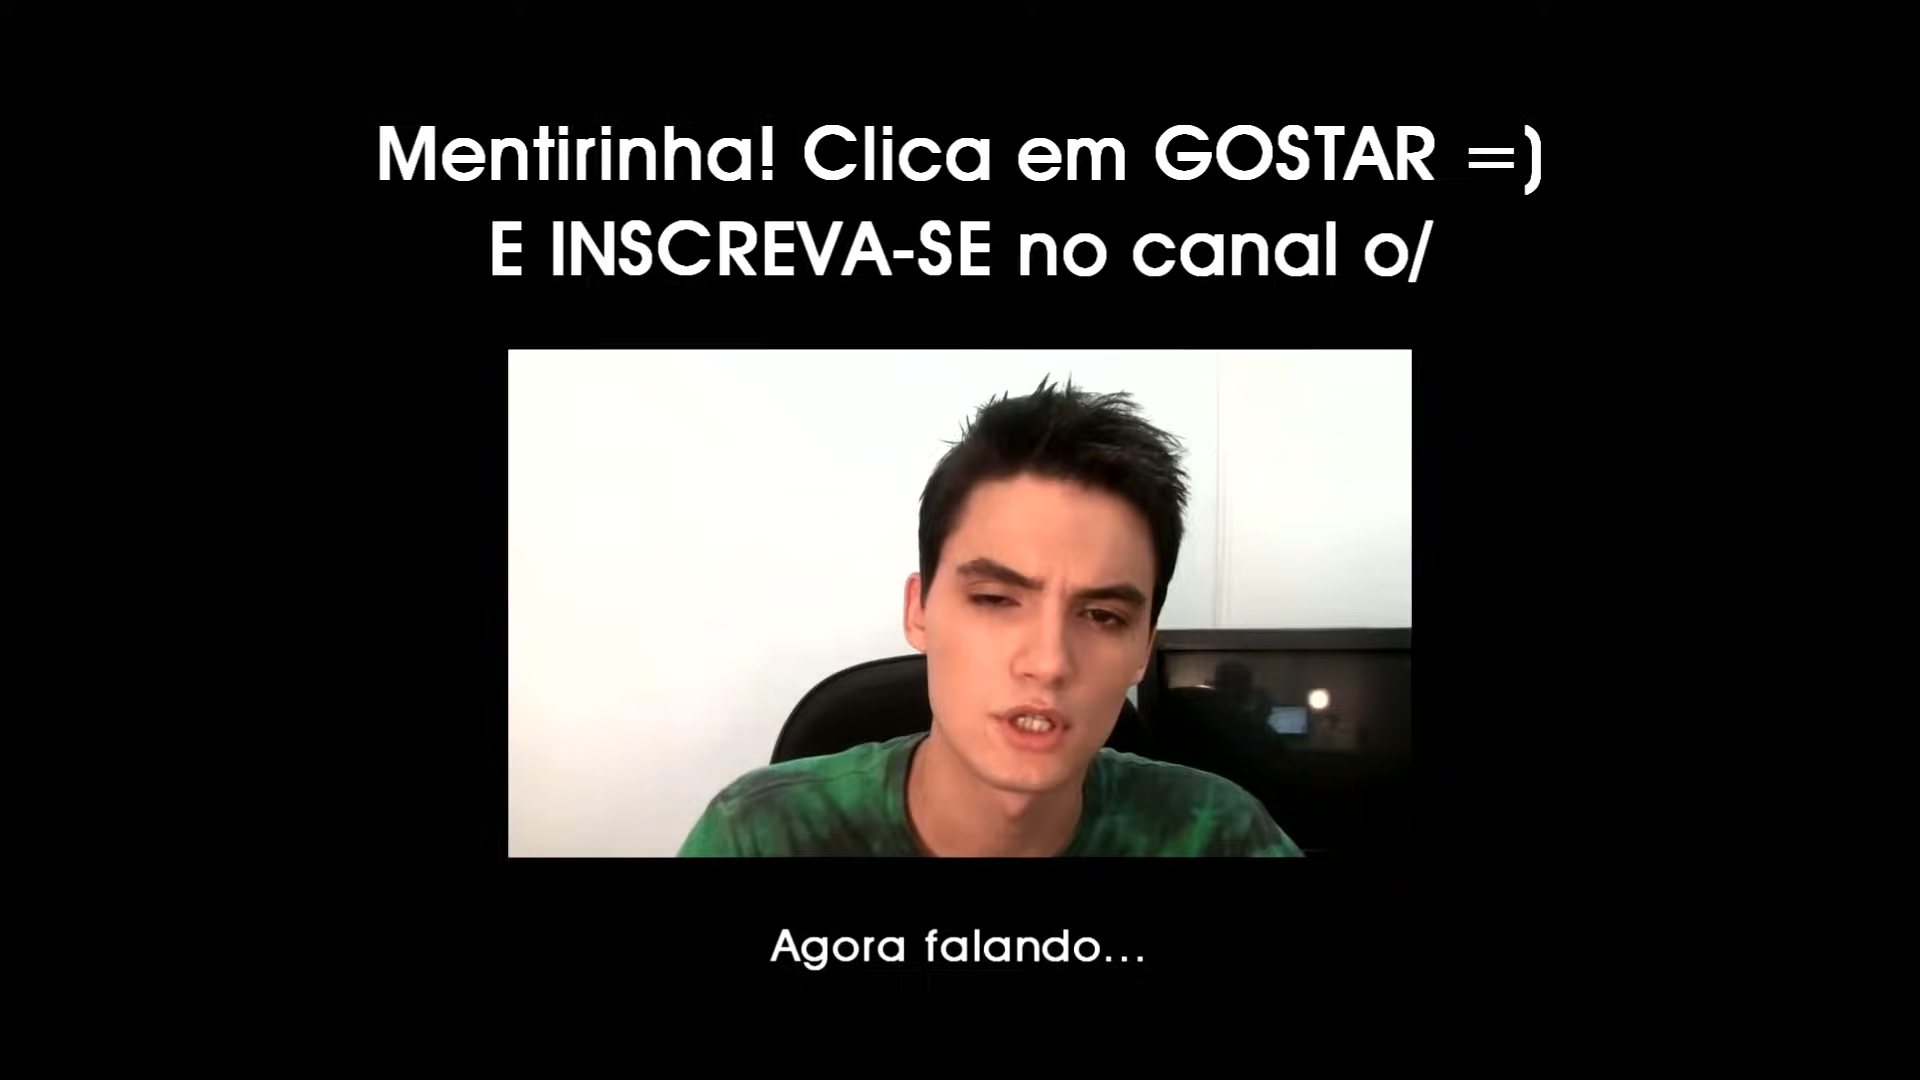 Mentirinha! Clica em GOSTAR =)
E INSCREVA-SE no canal o/
Agora falando...